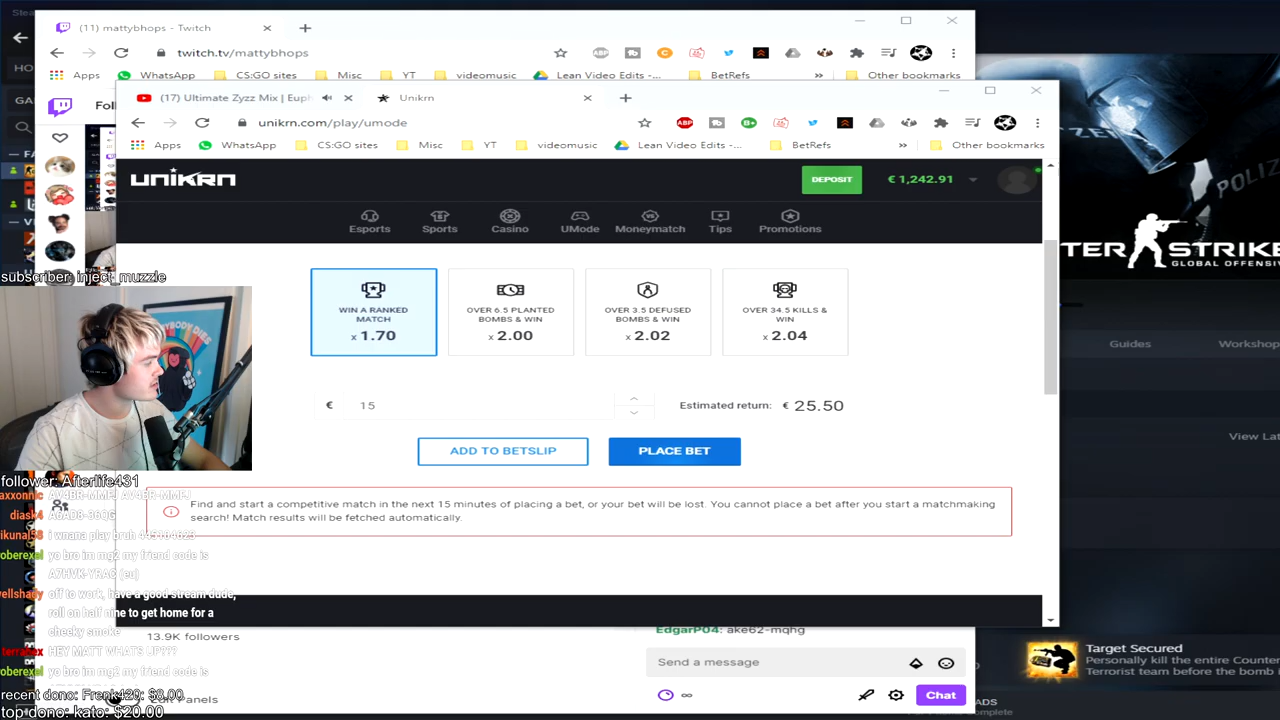 (11) mattybhops - Twitch
twitch.tv/mattybhops
Apps WhatsApp CS:GO sites Misc YT videomusic Lean Video Edits -... BetRefs » Other bookmarks
(17) Ultimate Zyzz Mix | Euph
Unikrn
unikrn.com/play/umode
ABP
Apps WhatsApp CS:GO sites Misc YT videomusic Lean Video Edits -... BetRefs » Other bookmarks
UNIKRN
DEPOSIT
€ 1,242.91
Esports Sports Casino UMode Moneymatch Tips Promotions
WIN A RANKED
MATCH
x 1.70
OVER 6.5 PLANTED
BOMBS & WIN
x 2.00
OVER 3.5 DEFUSED
BOMBS & WIN
x 2.02
OVER 34.5 KILLS &
WIN
x 2.04
€ 15
Estimated return: € 25.50
ADD TO BETSLIP
PLACE BET
Find and start a competitive match in the next 15 minutes of placing a bet, or your bet will be lost. You cannot place a bet after you start a matchmaking
search! Match results will be fetched automatically.
POLIZ
TER STRIKE
GLOBAL OFFENSI
Guides
Workshop
View Lat
subscriber: inject_muzzle
follower: Afterlife431
yo bro im mg2 my friend code is
off to work, have a good stream dude,
roll on half nine to get home for a
cheeky smoke
HEY MATT WHATS UP???
yo bro im mg2 my friend code is
recent dono: Frenk420: $8.00
top dono: kato: $20.00
13.9K followers
Edit Panels
EdgarP04: ake62-mqhg
Send a message
Chat
Target Secured
Personally kill the entire Counter
Terrorist team before the bomb i